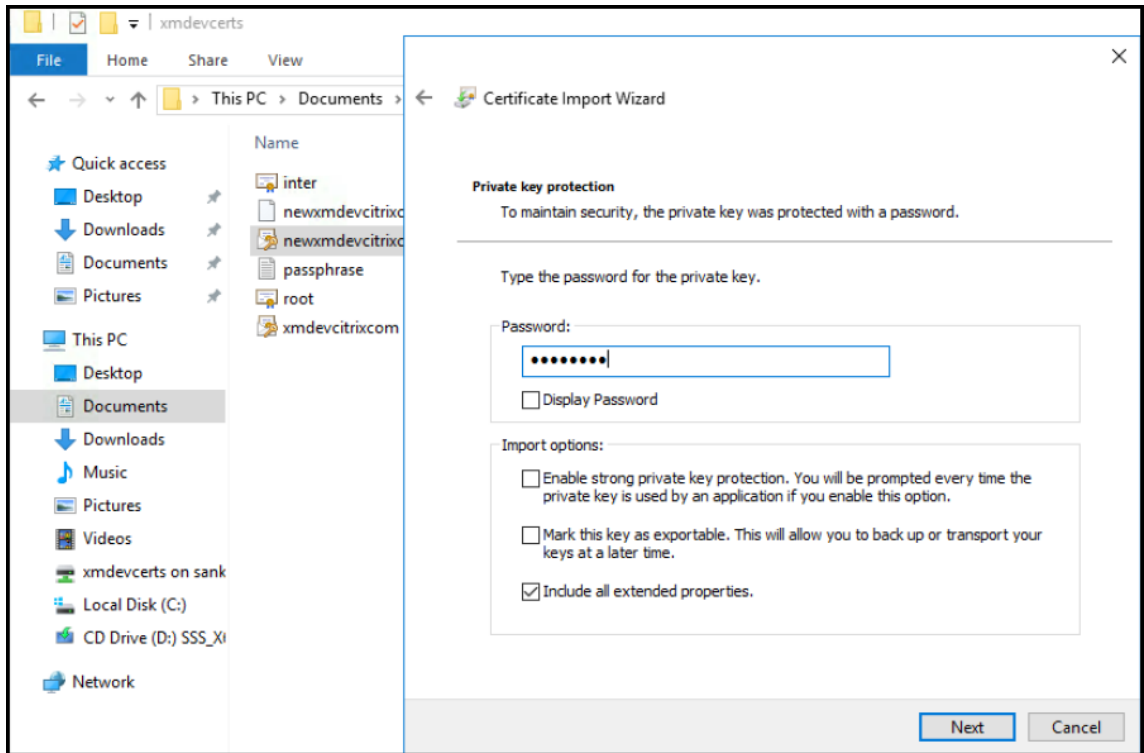 xmdevcerts
File Home Share View
This PC > Documents >
Name
Quick access
Desktop
Downloads
Documents
Pictures
This PC
Desktop
Documents
Downloads
Music
Pictures
Videos
xmdevcerts on sank
Local Disk (C:)
CD Drive (D:) SSS_X
Network
inter
newxmdevcitrixc
newxmdevcitrixc
passphrase
root
xmdevcitrixcom
Certificate Import Wizard
Private key protection
To maintain security, the private key was protected with a password.
Type the password for the private key.
Password:
••••••••
Display Password
Import options:
Enable strong private key protection. You will be prompted every time the
private key is used by an application if you enable this option.
Mark this key as exportable. This will allow you to back up or transport your
keys at a later time.
Include all extended properties.
Next Cancel